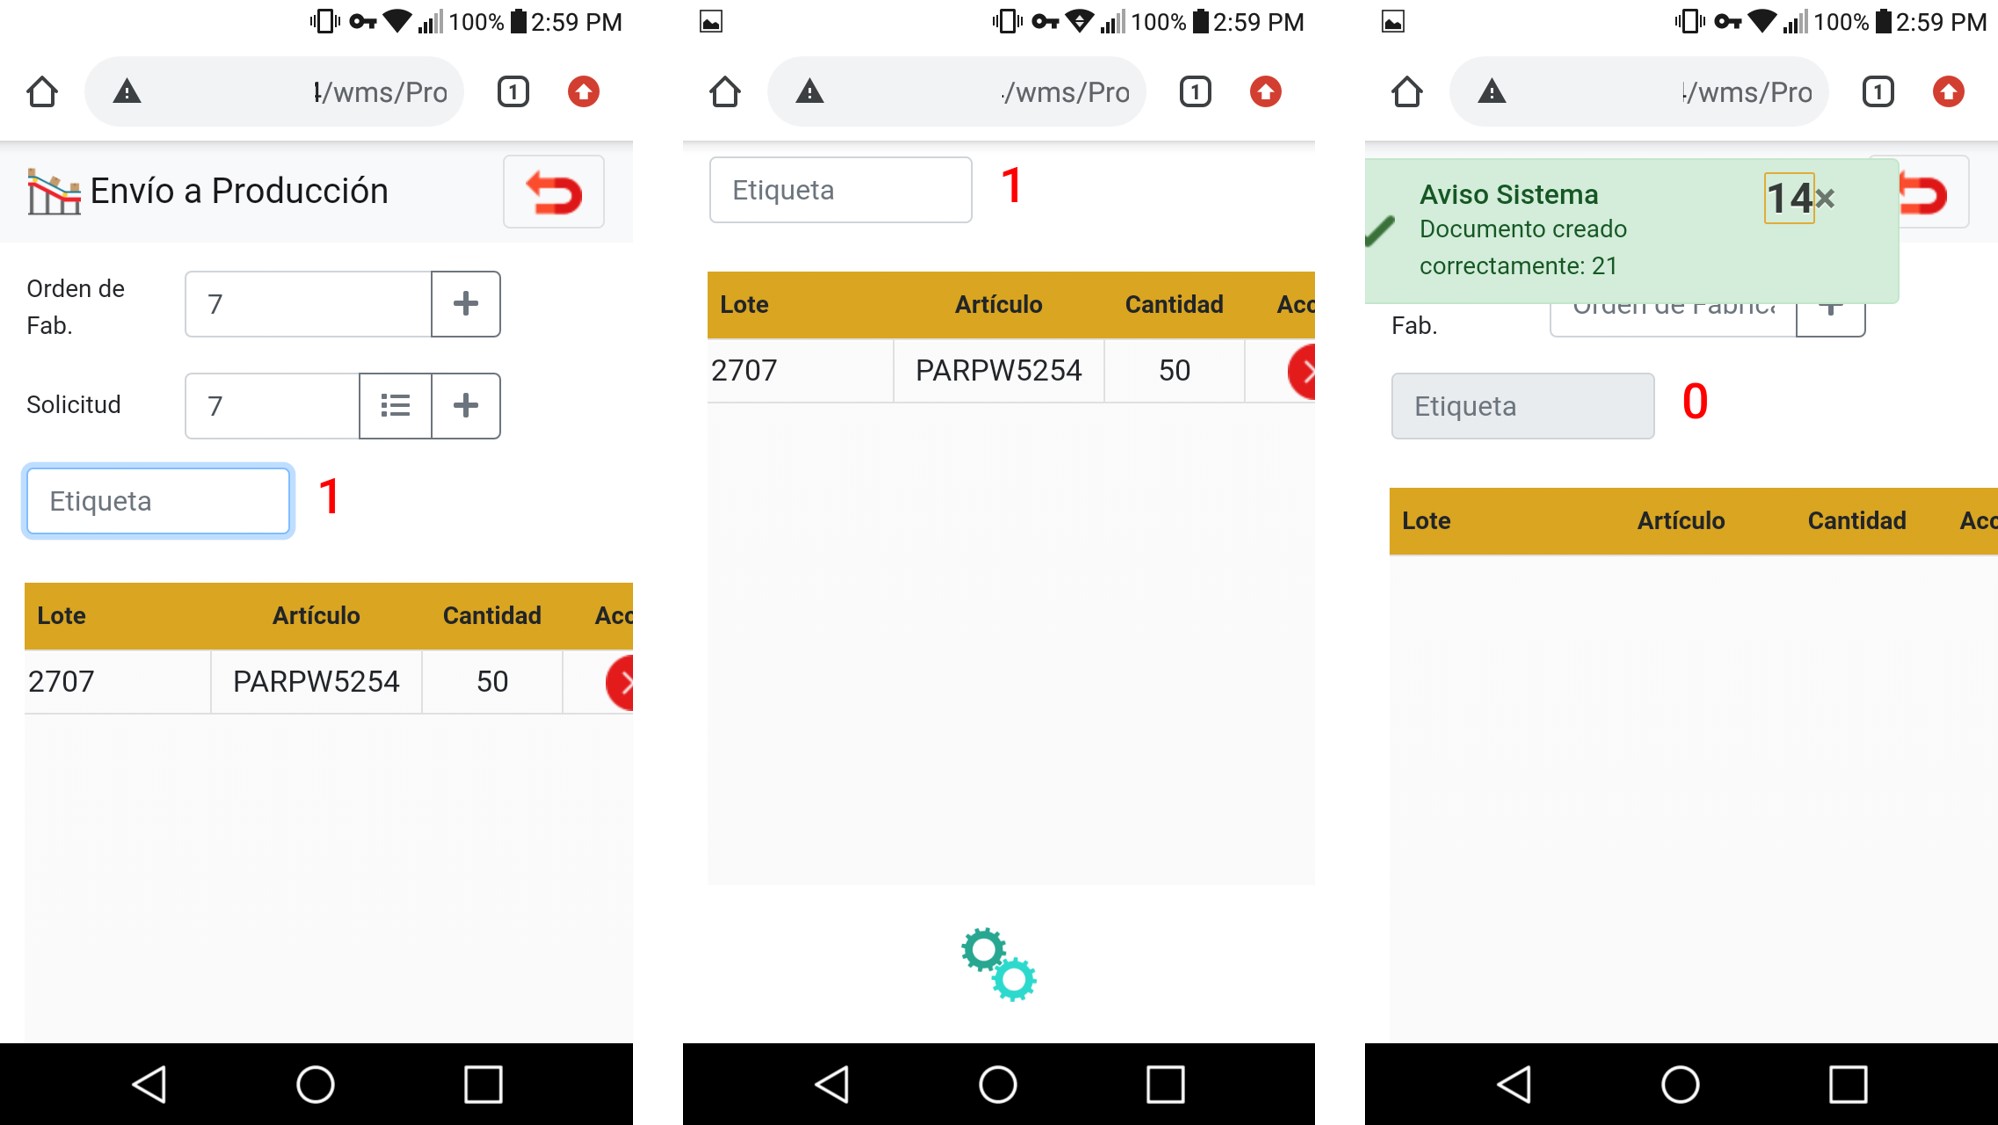 100% 2:59 PM
/wms/Pro
1
Envío a Producción
Orden de
Fab.
7
Solicitud
7
Etiqueta
1
Lote Artículo Cantidad
2707 PARPW5254 50
100% 2:59 PM
/wms/Pro
1
Etiqueta
1
Lote Artículo Cantidad
2707 PARPW5254 50
100% 2:59 PM
/wms/Pro
1
Aviso Sistema
14×
Documento creado
correctamente: 21
Orden de Fabric
Fab.
Etiqueta
0
Lote Artículo Cantidad